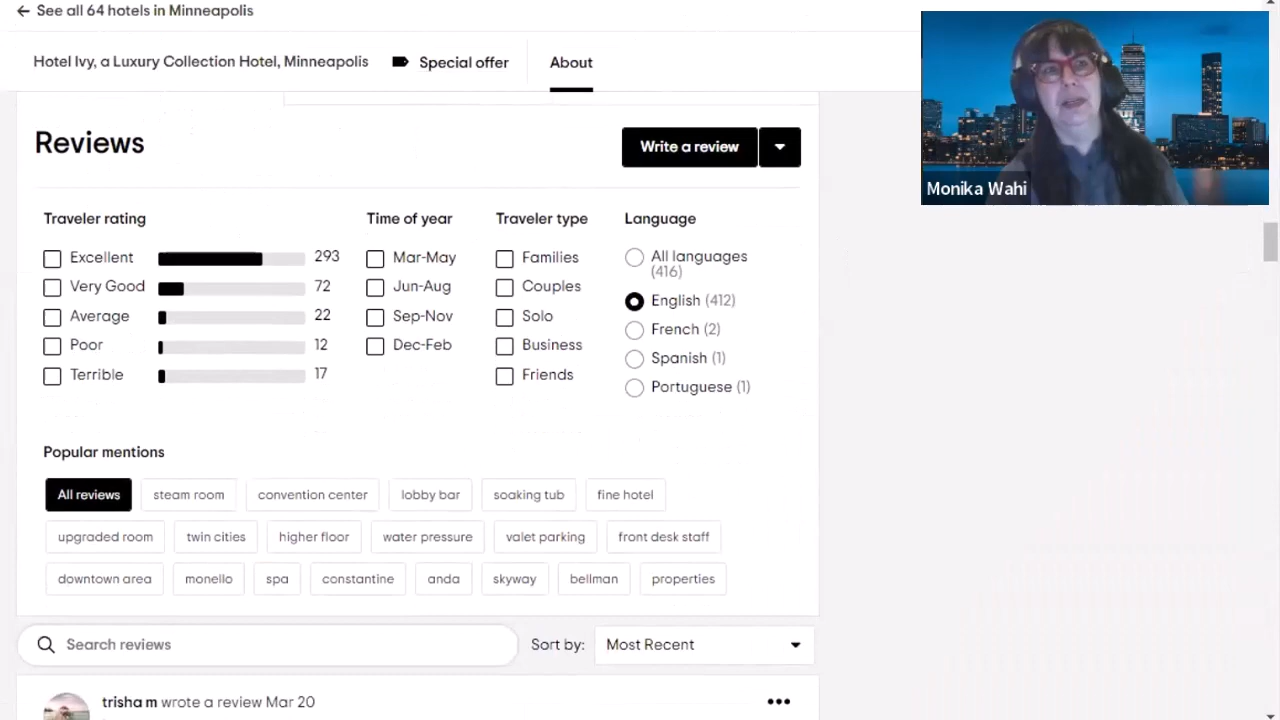 See all 64 hotels in Minneapolis
Hotel Ivy, a Luxury Collection Hotel, Minneapolis
Special offer
About
Monika Wahi
Reviews
Write a review
Traveler rating
Excellent 293
Very Good 72
Average 22
Poor 12
Terrible 17
Time of year
Mar-May
Jun-Aug
Sep-Nov
Dec-Feb
Traveler type
Families
Couples
Solo
Business
Friends
Language
All languages
(416)
English (412)
French (2)
Spanish (1)
Portuguese (1)
Popular mentions
All reviews steam room convention center lobby bar soaking tub fine hotel
upgraded room twin cities higher floor water pressure valet parking front desk staff
downtown area monello spa constantine anda skyway bellman properties
Search reviews
Sort by: Most Recent
trisha m wrote a review Mar 20